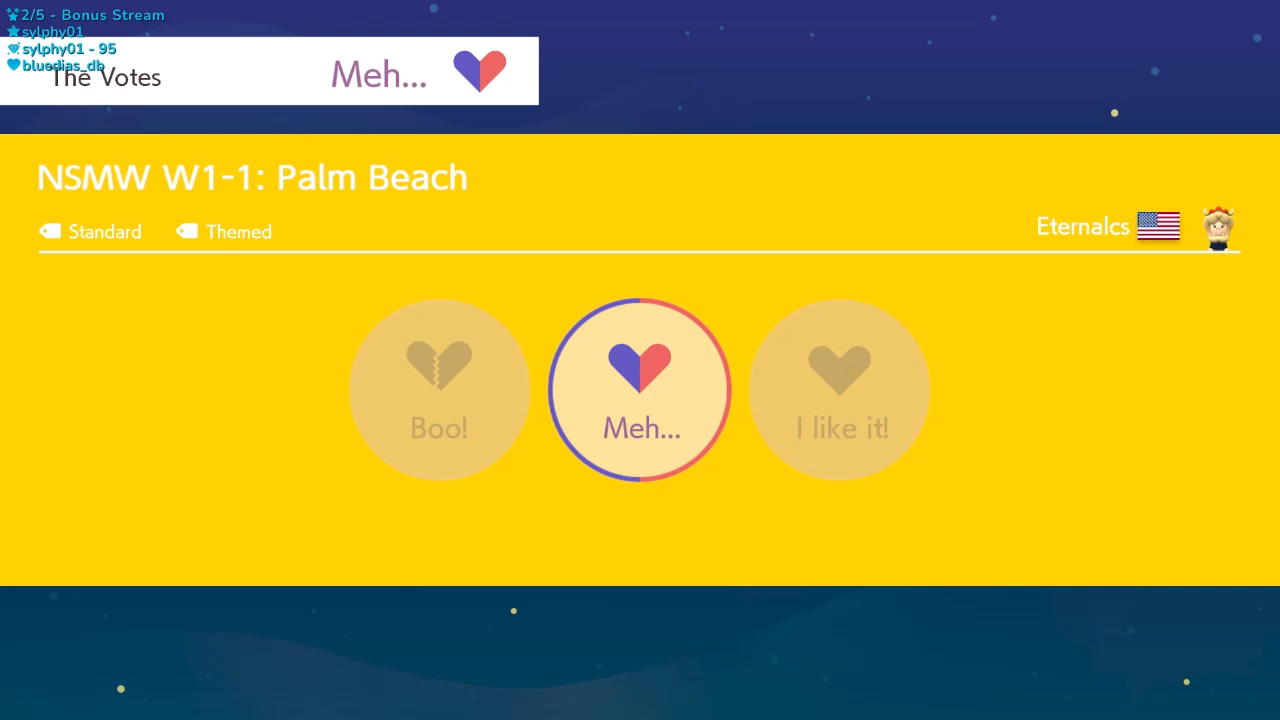 2/5 - Bonus Stream
sylphy01
sylphy01 - 95
bluedias_db
The Votes
Meh...
NSMW W1-1: Palm Beach
Standard Themed
Eternalcs
Boo!
Meh...
I like it!